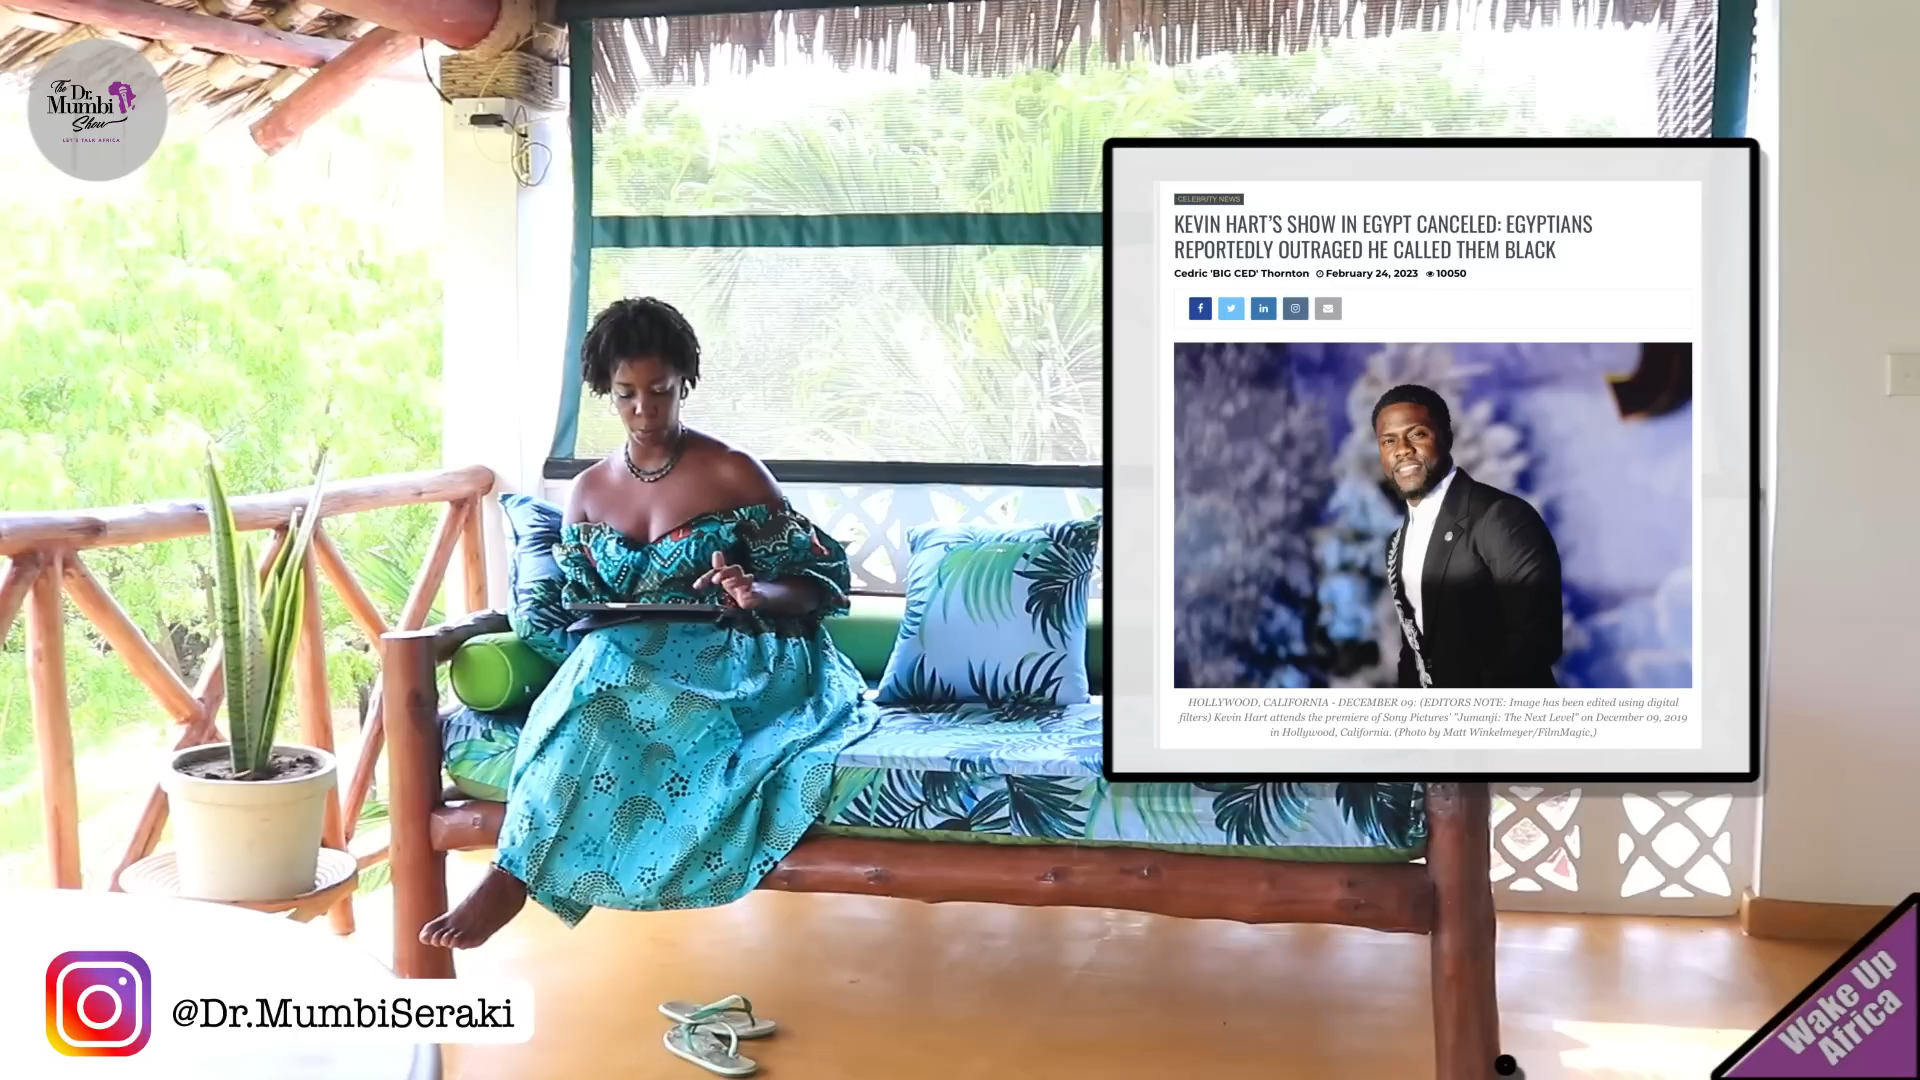 The
Dr.
Mumbi
Show
LET'S TALK AFRICA
CELEBRITY NEWS
KEVIN HART'S SHOW IN EGYPT CANCELED: EGYPTIANS
REPORTEDLY OUTRAGED HE CALLED THEM BLACK
Cedric 'BIG CED' Thornton February 24, 2023 10050
HOLLYWOOD, CALIFORNIA - DECEMBER 09: (EDITORS NOTE: Image has been edited using digital
filters) Kevin Hart attends the premiere of Sony Pictures' "Jumanji: The Next Level" on December 09, 2019
in Hollywood, California. (Photo by Matt Winkelmeyer/FilmMagic,)
@Dr.MumbiSeraki
Wake Up
Africa